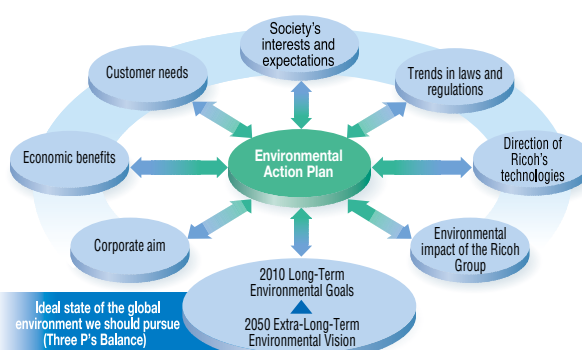 Society's
interests and
expectations
Customer needs
Trends in laws and
regulations
Economic benefits
Environmental
Action Plan
Direction of
Ricoh's
technologies
Corporate aim
Environmental
impact of the Ricoh
Group
2010 Long-Term
Environmental Goals
2050 Extra-Long-Term
Environmental Vision
Ideal state of the global
environment we should pursue
(Three P's Balance)